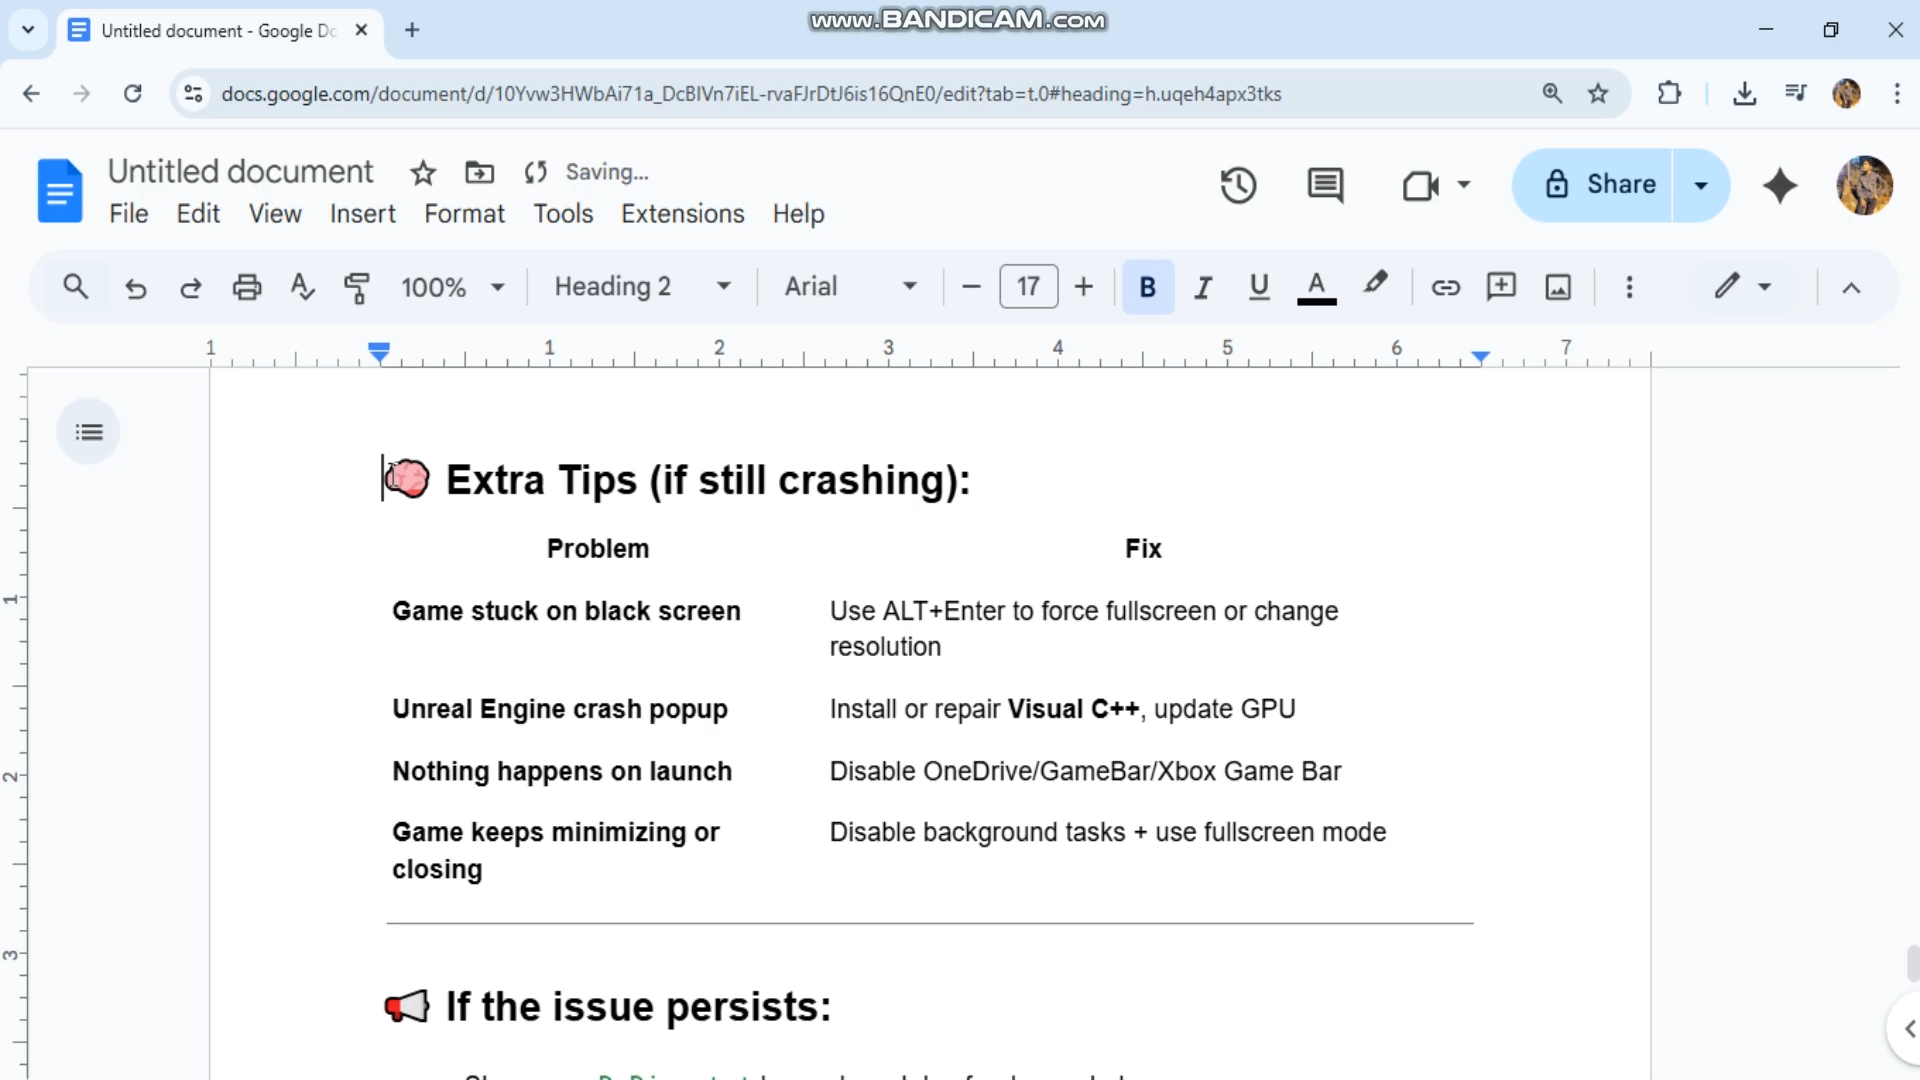 Untitled document - Google Do
www.BANDICAM.com
docs.google.com/document/d/10Yvw3HWbAi71a_DcBIVn7iEL-rvaFJrDtJ6is16QnE0/edit?tab=t.0#heading=h.uqeh4apx3tks
Untitled document
Saving...
File Edit View Insert Format Tools Extensions Help
Share
100% Heading 2 Arial 17 B I U A
1 1 2 3 4 5 6 7
Extra Tips (if still crashing):
Problem Fix
Game stuck on black screen Use ALT+Enter to force fullscreen or change
resolution
Unreal Engine crash popup Install or repair Visual C++, update GPU
Nothing happens on launch Disable OneDrive/GameBar/Xbox Game Bar
Game keeps minimizing or Disable background tasks + use fullscreen mode
closing
If the issue persists:
1
2
3